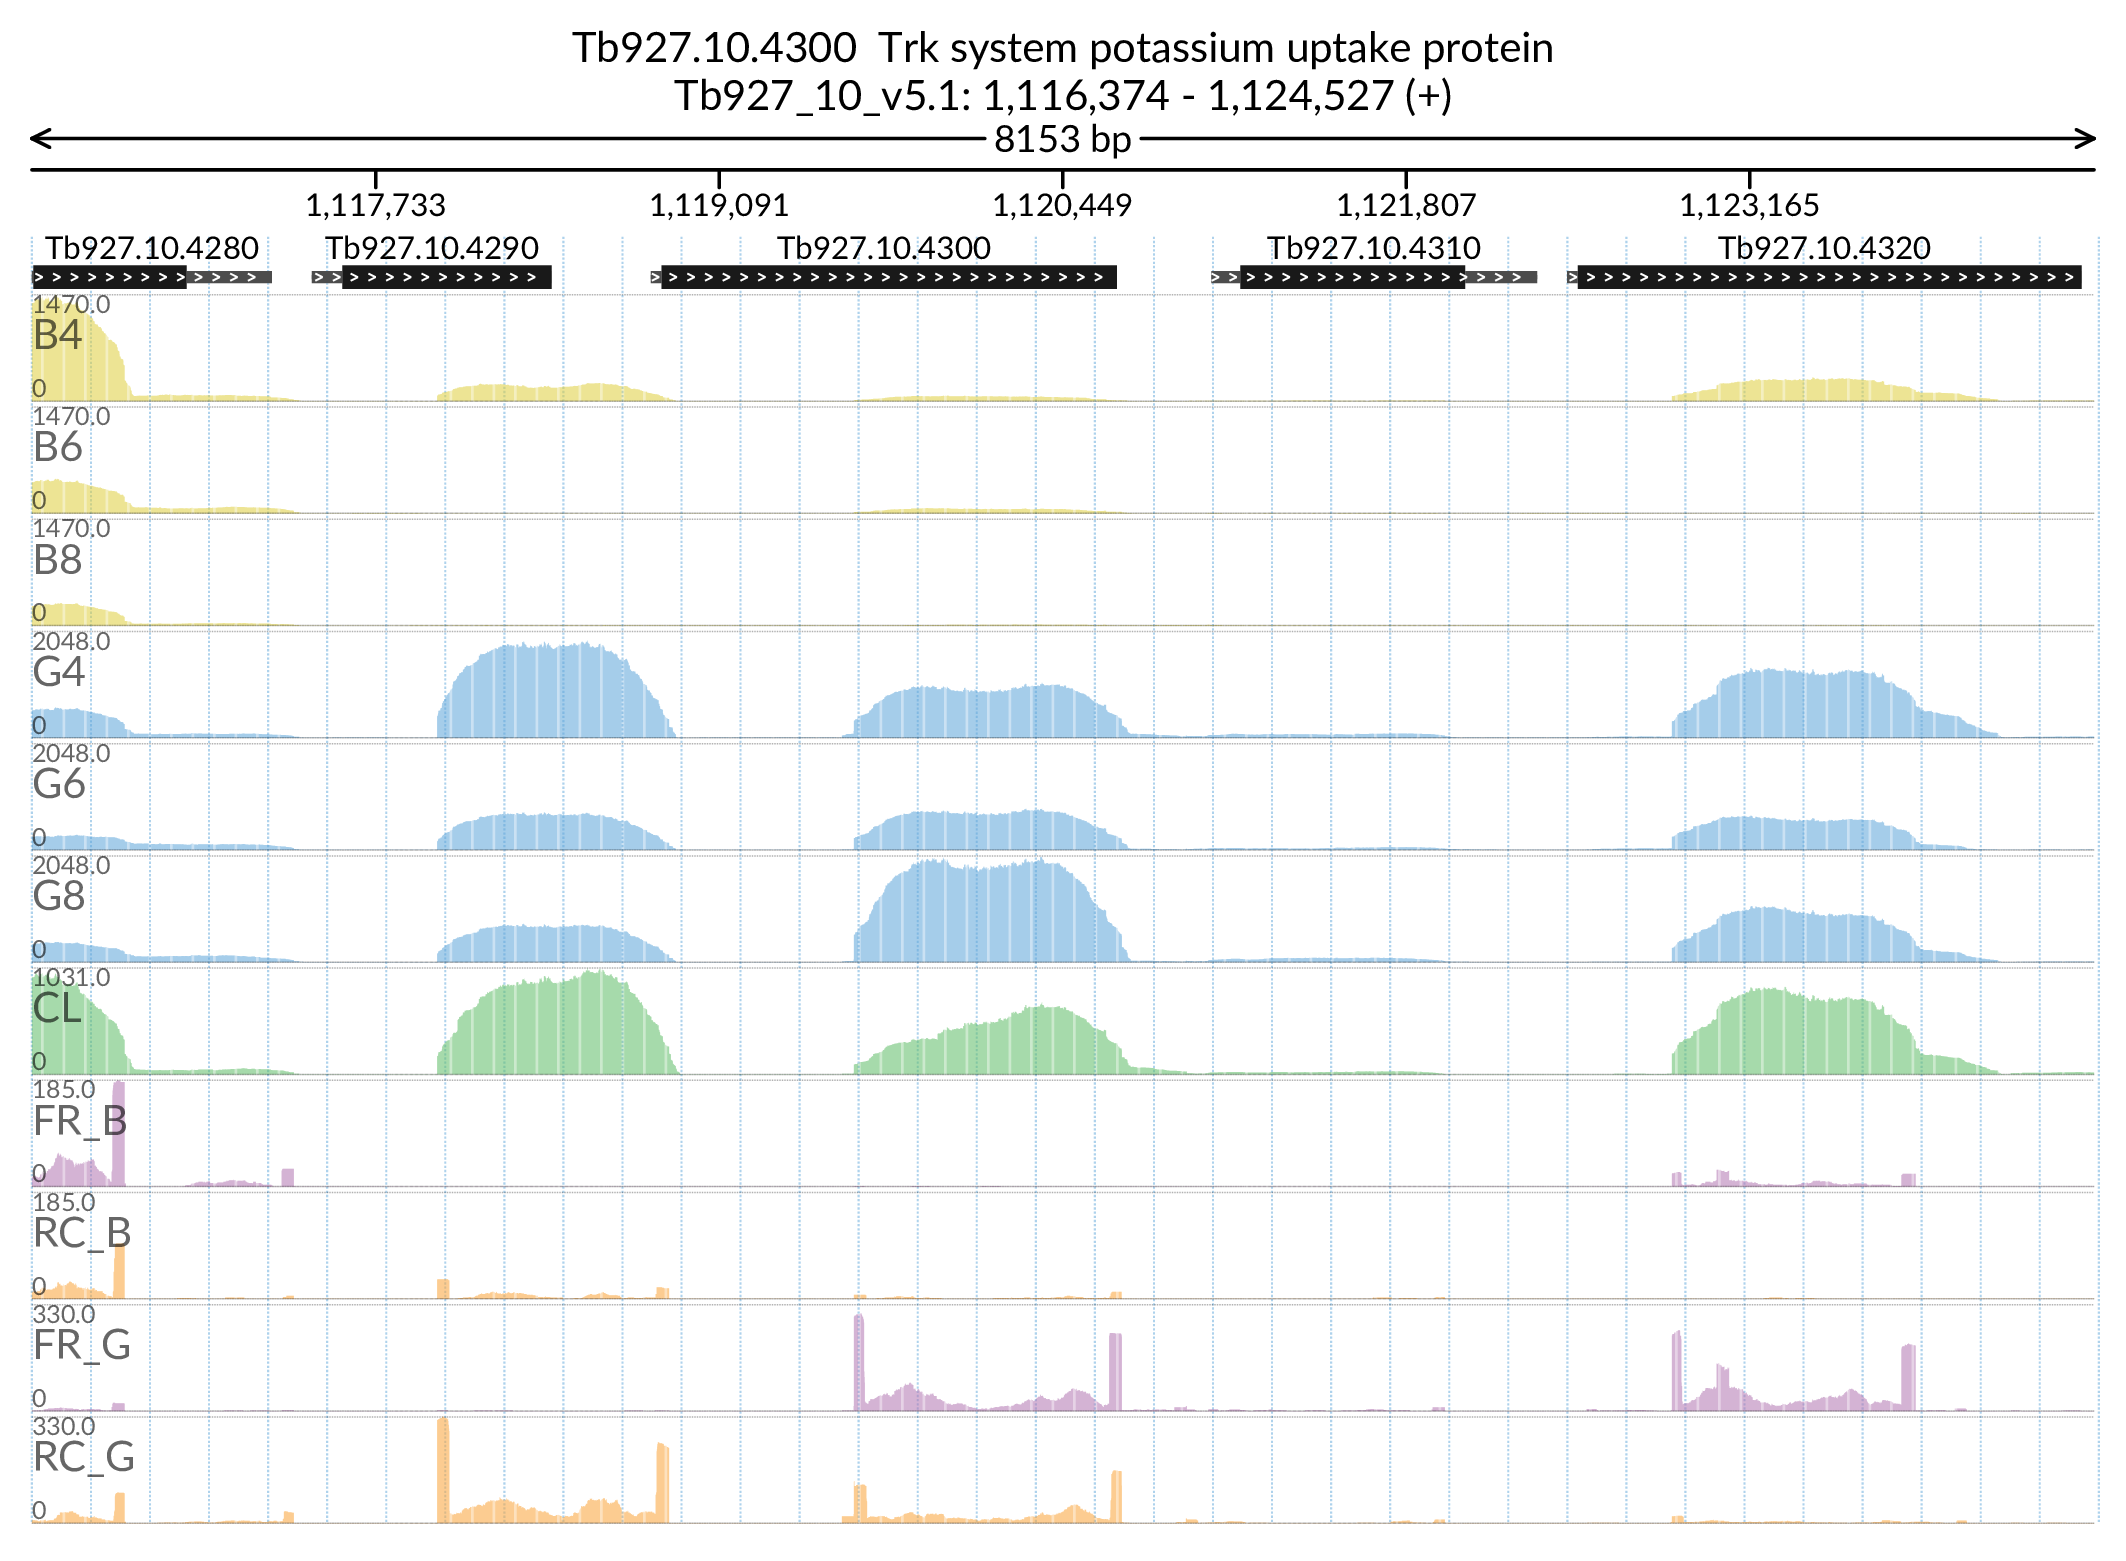 Tb927.10.4300  Trk system potassium uptake protein
Tb927_10_v5.1: 1,116,374 - 1,124,527 (+)
8153 bp
1,117,733 1,119,091 1,120,449 1,121,807 1,123,165
Tb927.10.4280 Tb927.10.4290 Tb927.10.4300 Tb927.10.4310 Tb927.10.4320
1470.0
B4
0
1470.0
B6
0
1470.0
B8
0
2048.0
G4
0
2048.0
G6
0
2048.0
G8
0
1031.0
CL
0
185.0
FR_B
0
185.0
RC_B
0
330.0
FR_G
0
330.0
RC_G
0